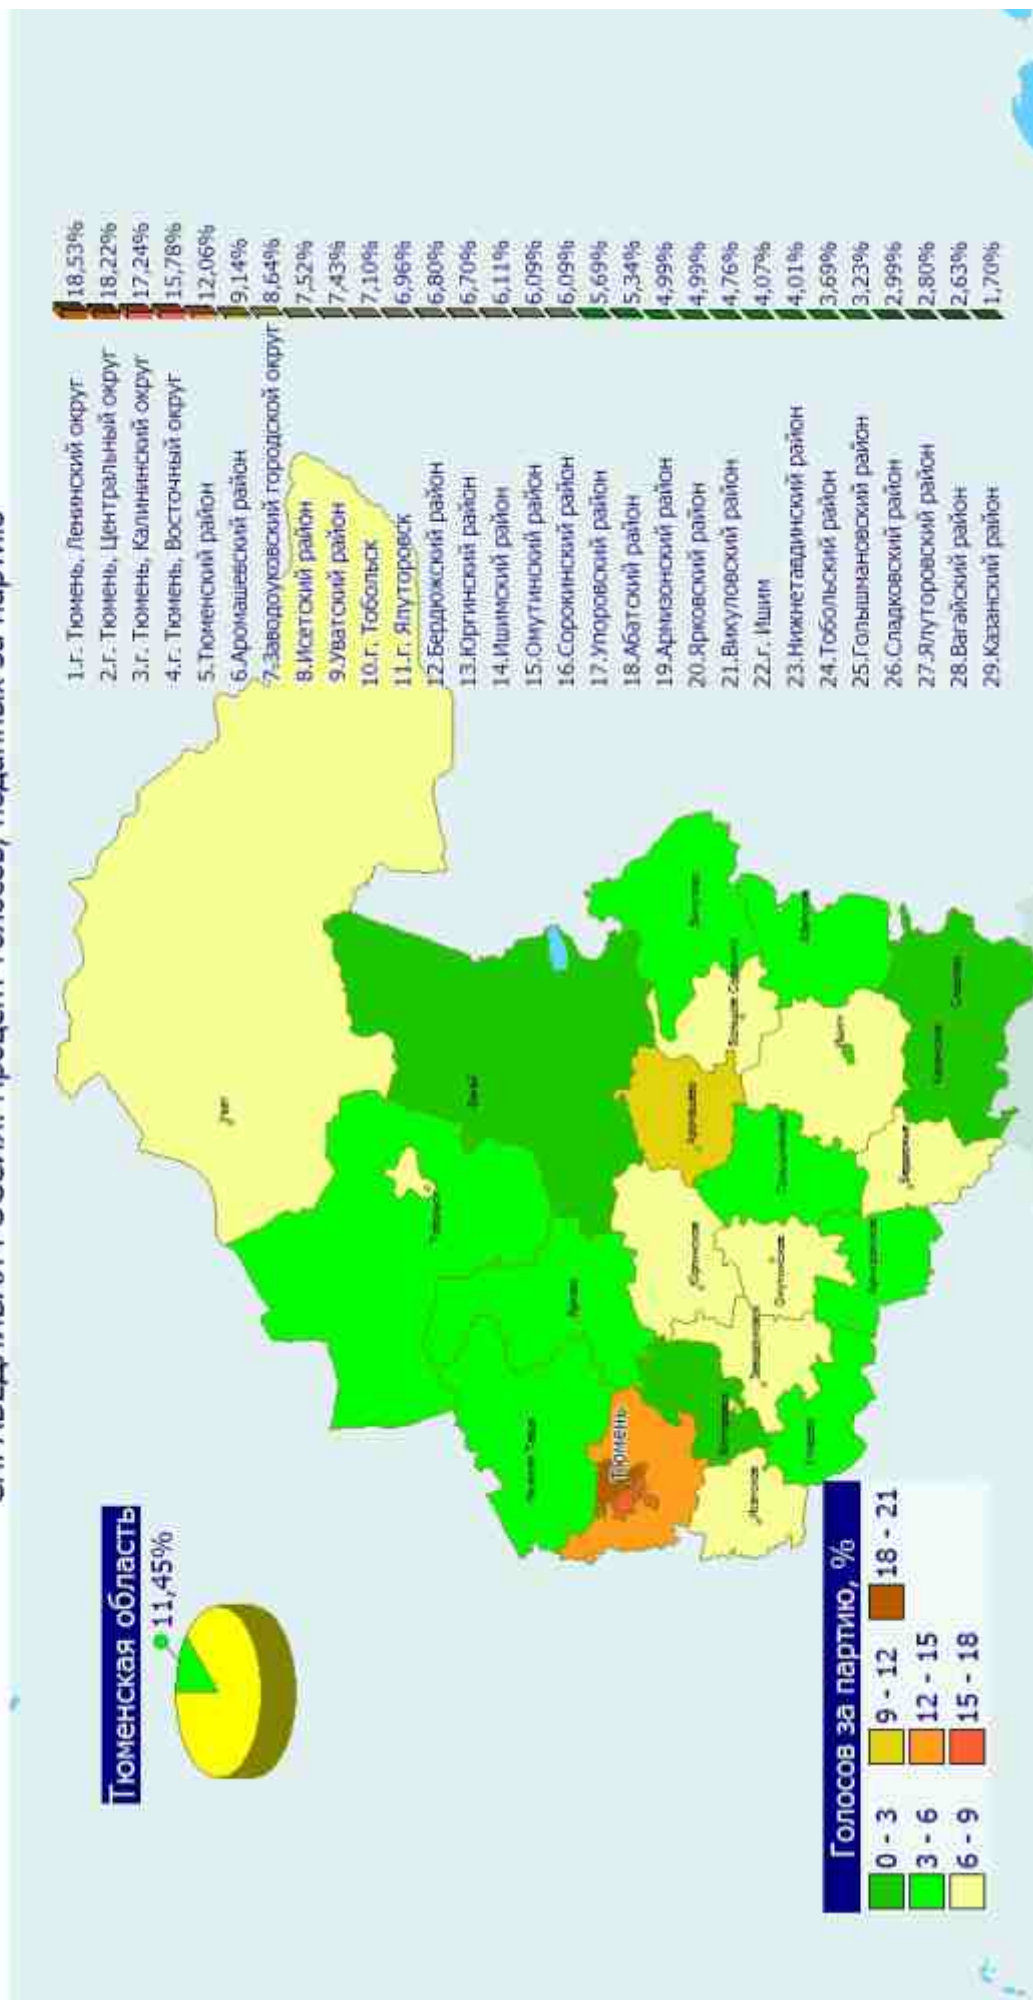 Тюменская область
11,45%
1.г. Тюмень, Ленинский округ 18,53%
2.г. Тюмень, Центральный округ 18,22%
3.г. Тюмень, Калининский округ 17,24%
4.г. Тюмень, Восточный округ 15,78%
5.Тюменский район 12,06%
6.Аромашевский район 9,14%
7.Заводоуковский городской округ 8,64%
8.Исетский район 7,52%
9.Уватский район 7,43%
10.г. Тобольск 7,10%
11.г. Ялуторовск 6,96%
12.Бердюжский район 6,80%
13.Юргинский район 6,70%
14.Ишимский район 6,11%
15.Омутинский район 6,09%
16.Сорокинский район 6,09%
17.Упоровский район 5,69%
18.Абатский район 5,34%
19.Армизонский район 4,99%
20.Ярковский район 4,99%
21.Викуловский район 4,76%
22.г. Ишим 4,07%
23.Нижнетавдинский район 4,01%
24.Тобольский район 3,69%
25.Голышмановский район 3,23%
26.Сладковский район 2,99%
27.Ялуторовский район 2,80%
28.Вагайский район 2,63%
29.Казанский район 1,70%
Тюмень
Голосов за партию, %
0 - 3 9 - 12 18 - 21
3 - 6 12 - 15
6 - 9 15 - 18